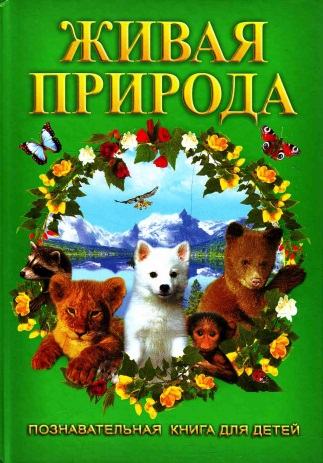 ЖИВАЯ
ПРИРОДА
ПОЗНАВАТЕЛЬНАЯ КНИГА ДЛЯ ДЕТЕЙ